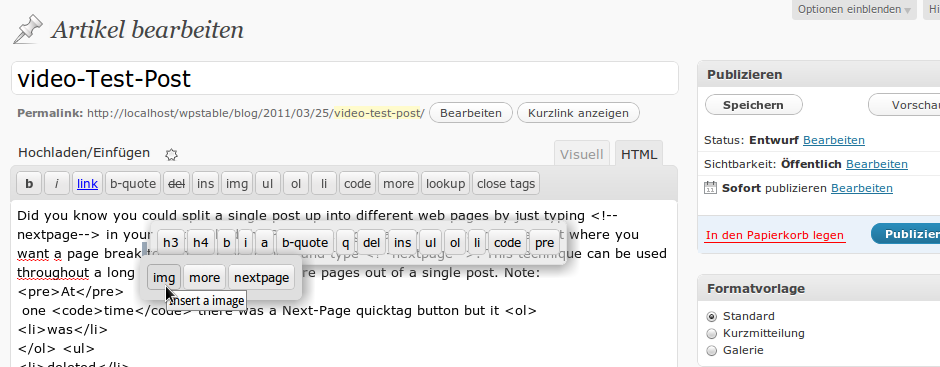 Optionen einblenden
Hi
Artikel bearbeiten
video-Test-Post
Permalink: http://localhost/wpstable/blog/2011/03/25/video-test-post/ Bearbeiten Kurzlink anzeigen
Hochladen/Einfügen
Visuell HTML
b i link b-quote del ins img ul ol li code more lookup close tags
Did you know you could split a single post up into different web pages by just typing <!--
nextpage--> in your where you
h3 h4 b i a b-quote q del ins ul ol li code pre
want a page break and type <!--nextpage-->. This technique can be used
throughout a long pages out of a single post. Note:
img more nextpage
Insert a image
<pre>At</pre>
one <code>time</code> there was a Next-Page quicktag button but it <ol>
<li>was</li>
</ol> <ul>
<li>deleted</li>
Publizieren
Speichern
Vorschau
Status: Entwurf Bearbeiten
Sichtbarkeit: Öffentlich Bearbeiten
Sofort publizieren Bearbeiten
In den Papierkorb legen
Publizier
Formatvorlage
Standard
Kurzmitteilung
Galerie